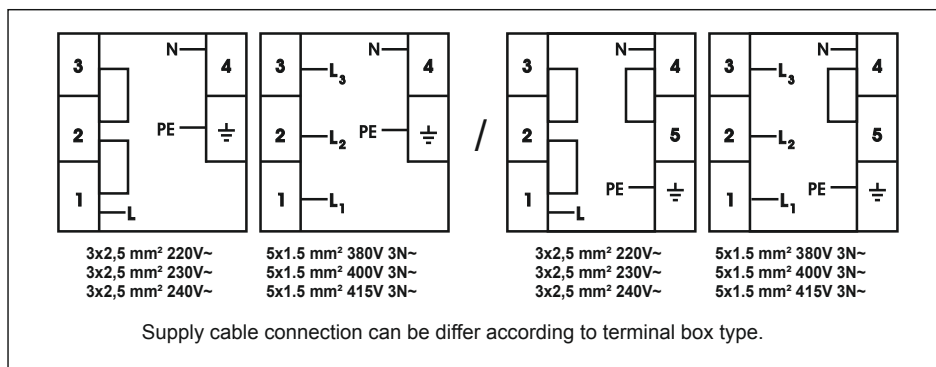 N N N N
3 4 3 L3 4 3 4 3 L3 4
2 PE 2 L2 PE / 2 5 2 L2 5
1 L 1 L1 1 L PE 1 L1 PE
3x2,5 mm² 220V~ 5x1.5 mm² 380V 3N~ 3x2,5 mm² 220V~ 5x1.5 mm² 380V 3N~
3x2,5 mm² 230V~ 5x1.5 mm² 400V 3N~ 3x2,5 mm² 230V~ 5x1.5 mm² 400V 3N~
3x2,5 mm² 240V~ 5x1.5 mm² 415V 3N~ 3x2,5 mm² 240V~ 5x1.5 mm² 415V 3N~
Supply cable connection can be differ according to terminal box type.